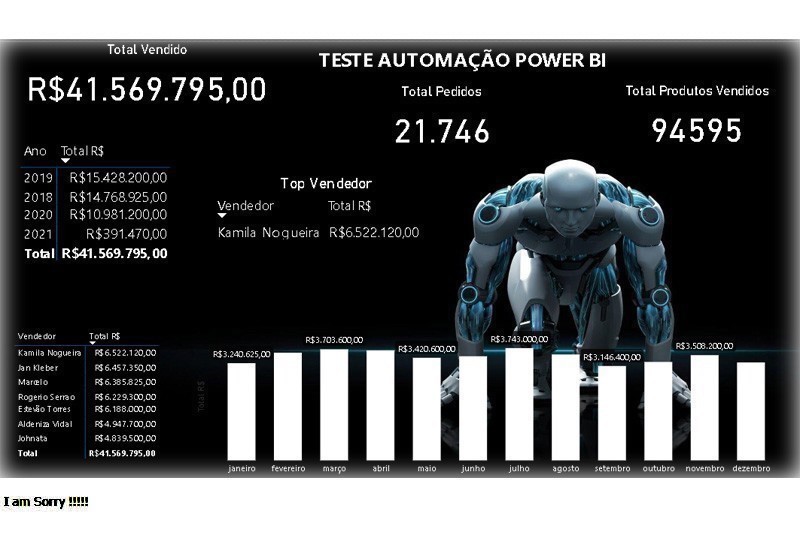 Total Vendido
TESTE AUTOMAÇÃO POWER BI
R$41.569.795,00
Total Pedidos
Total Produtos Vendidos
21.746
94595
Ano Total R$
2019 R$15.428.200,00
2018 R$14.768.925,00
2020 R$10.981.200,00
2021 R$391.470,00
Total R$41.569.795,00
Top Vendedor
Vendedor Total R$
Kamila Nogueira R$6.522.120,00
Vendedor Total R$
Kamila Nogueira R$6.522.120,00
Jan Kleber R$6.457.350,00
Marcelo R$6.385.825,00
Rogerio Serrao R$6.229.300,00
Estevão Torres R$6.188.000,00
Aldeniza Vidal R$4.947.700,00
Johnata R$4.839.500,00
Total R$41.569.795,00
Total R$
R$3.240.625,00
R$3.703.600,00
R$3.420.600,00
R$3.743.000,00
R$3.146.400,00
R$3.508.200,00
janeiro fevereiro março abril maio junho julho agosto setembro outubro novembro dezembro
I am Sorry !!!!!